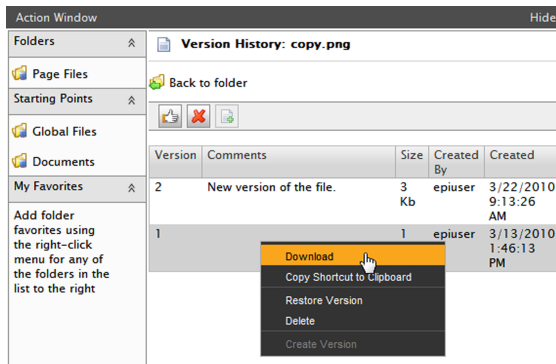 Action Window
Hide
Folders
Page Files
Starting Points
Global Files
Documents
My Favorites
Add folder
favorites using
the right-click
menu for any of
the folders in the
list to the right
Version History: copy.png
Back to folder
Version Comments Size Created By Created
2 New version of the file. 3 Kb epiuser 3/22/2010 9:13:26 AM
1 1 epiuser 3/13/2010 1:46:13 PM
Download
Copy Shortcut to Clipboard
Restore Version
Delete
Create Version